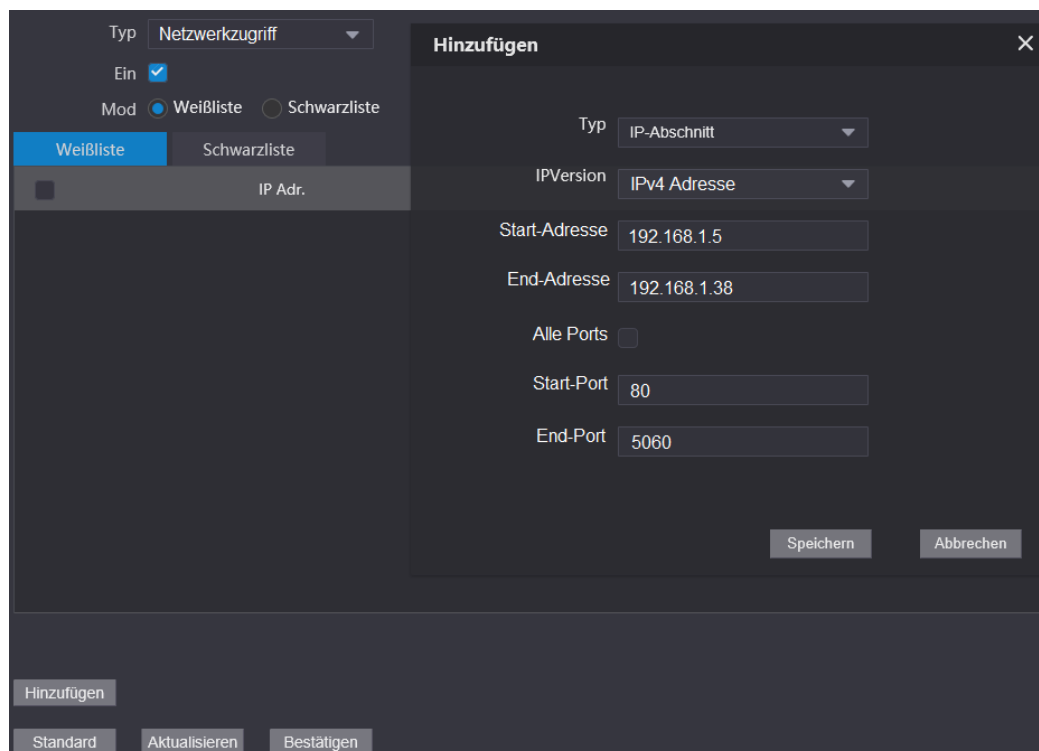 Typ Netzwerkzugriff
Ein
Mod Weißliste Schwarzliste
Weißliste Schwarzliste
IP Adr.
Hinzufügen
Typ IP-Abschnitt
IPVersion IPv4 Adresse
Start-Adresse 192.168.1.5
End-Adresse 192.168.1.38
Alle Ports
Start-Port 80
End-Port 5060
Speichern Abbrechen
Hinzufügen
Standard Aktualisieren Bestätigen